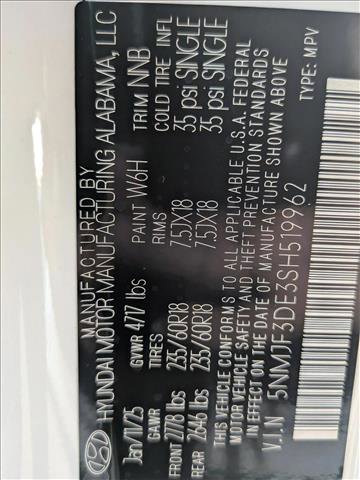 MANUFACTURED BY
HYUNDAI MOTOR MANUFACTURING ALABAMA, LLC
Jan/11/25 GVWR 4717 lbs PAINT W6H TRIM NNB
GAWR TIRES RIMS COLD TIRE INFL
FRONT 2778 lbs 235/60R18 7.5JX18 35 psi SINGLE
REAR 2646 lbs 235/60R18 7.5JX18 35 psi SINGLE
THIS VEHICLE CONFORMS TO ALL APPLICABLE U.S.A. FEDERAL
MOTOR VEHICLE SAFETY AND THEFT PREVENTION STANDARDS
IN EFFECT ON THE DATE OF MANUFACTURE SHOWN ABOVE
V.I.N 5NMJF3DE3SH519962 TYPE: MPV